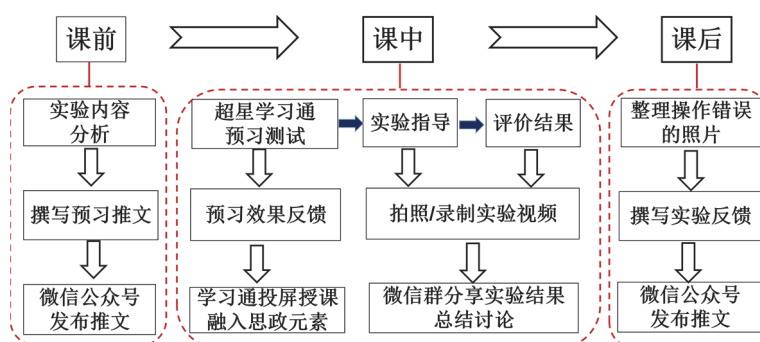 课前
课中
课后
实验内容
分析
撰写预习推文
微信公众号
发布推文
超星学习通
预习测试
实验指导
评价结果
预习效果反馈
拍照/录制实验视频
学习通投屏授课
融入思政元素
微信群分享实验结果
总结讨论
整理操作错误
的照片
撰写实验反馈
微信公众号
发布推文